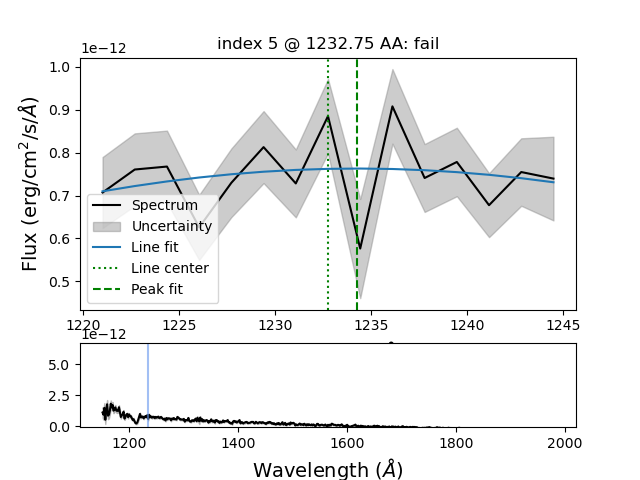 index 5 @ 1232.75 AA: fail
1e−12
1.0
0.9
0.8
0.7
0.6
0.5
Flux (erg/cm²/s/Å)
Spectrum
Uncertainty
Line fit
Line center
Peak fit
1220 1225 1230 1235 1240 1245
1e−12
5.0
2.5
0.0
1200 1400 1600 1800 2000
Wavelength (Å)